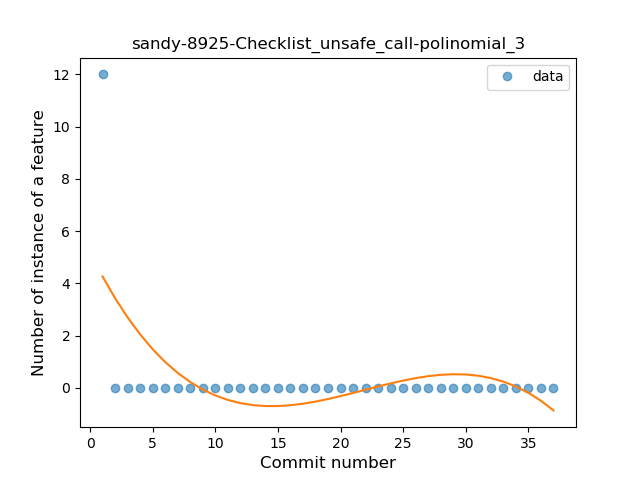 sandy-8925-Checklist_unsafe_call-polinomial_3
data
Number of instance of a feature
12
10
8
6
4
2
0
0 5 10 15 20 25 30 35
Commit number